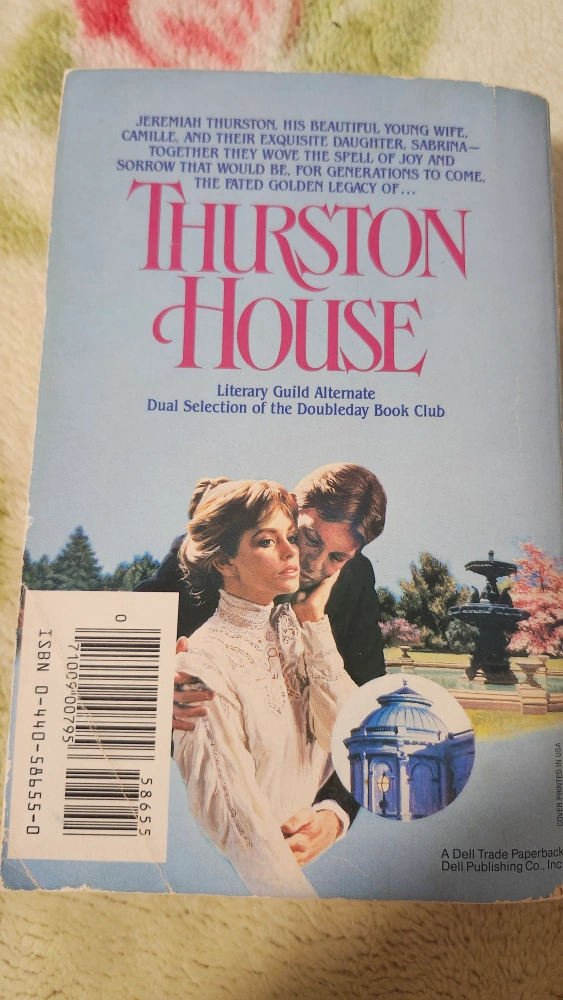 JEREMIAH THURSTON, HIS BEAUTIFUL YOUNG WIFE,
CAMILLE, AND THEIR EXQUISITE DAUGHTER, SABRINA—
TOGETHER THEY WOVE THE SPELL OF JOY AND
SORROW THAT WOULD BE, FOR GENERATIONS TO COME,
THE FATED GOLDEN LEGACY OF...
THURSTON
HOUSE
Literary Guild Alternate
Dual Selection of the Doubleday Book Club
0
71009 00795
58655
ISBN 0-440-58655-0
COVER PRINTED IN USA
A Dell Trade Paperback
Dell Publishing Co., Inc